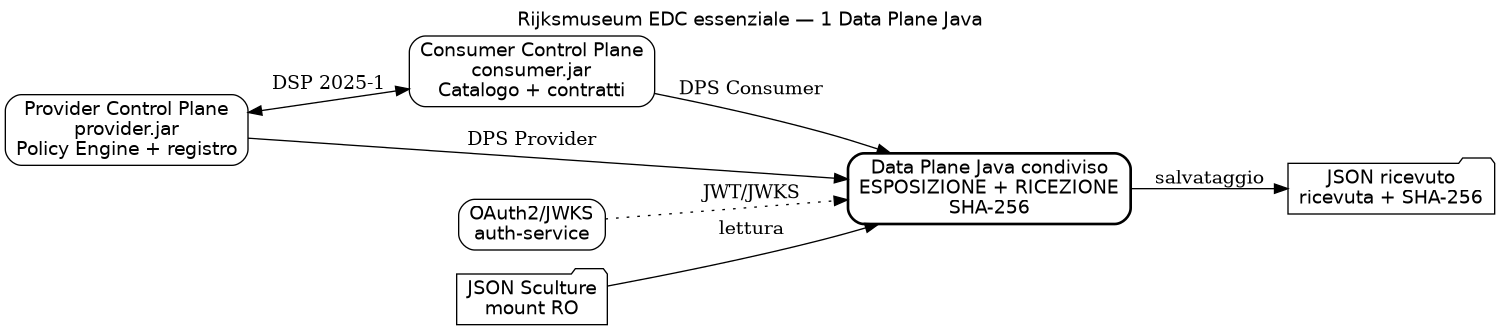 Rijksmuseum EDC essenziale — 1 Data Plane Java
Provider Control Plane
provider.jar
Policy Engine + registro
DSP 2025-1
Consumer Control Plane
consumer.jar
Catalogo + contratti
DPS Consumer
DPS Provider
OAuth2/JWKS
auth-service
JWT/JWKS
JSON Sculture
mount RO
lettura
Data Plane Java condiviso
ESPOSIZIONE + RICEZIONE
SHA-256
salvataggio
JSON ricevuto
ricevuta + SHA-256